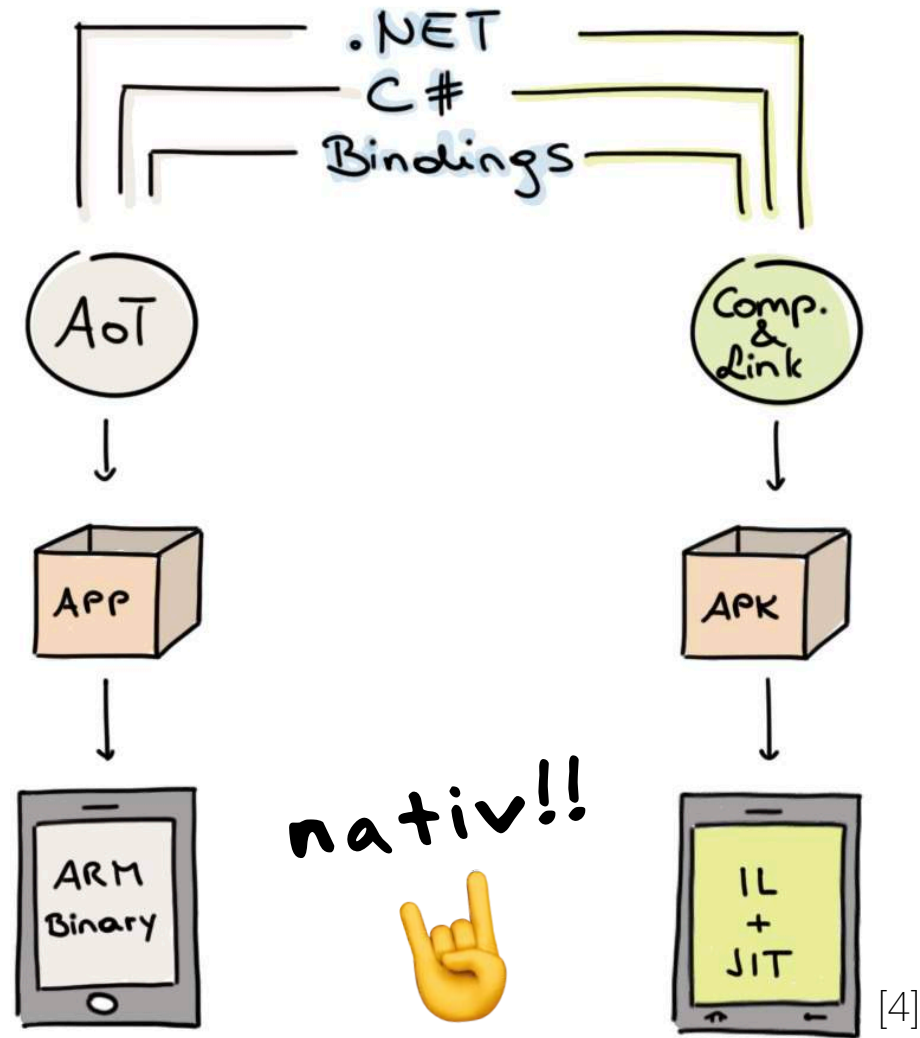 .NET
C#
Bindings
AoT
Comp.
&
Link
APP
APK
nativ!!
ARM
Binary
IL
+
JIT
[4]